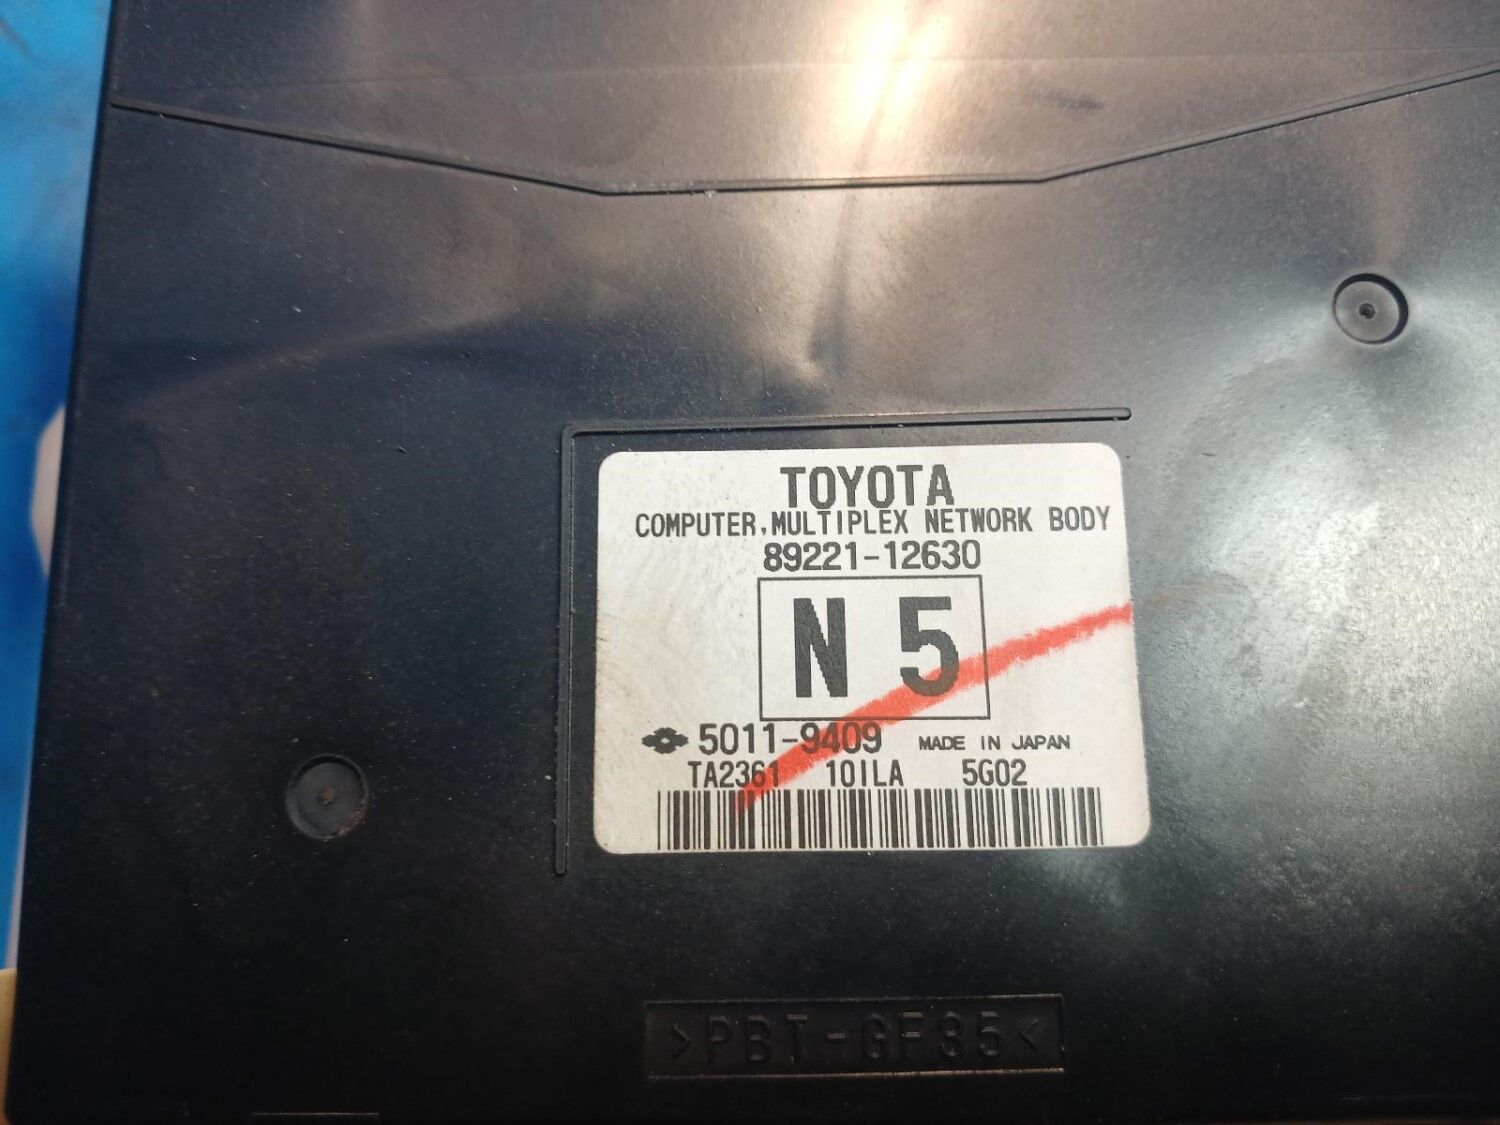 TOYOTA
COMPUTER,MULTIPLEX NETWORK BODY
89221-12630
N 5
5011-9409 MADE IN JAPAN
TA2361 10ILA 5G02
>PBT-GF35<